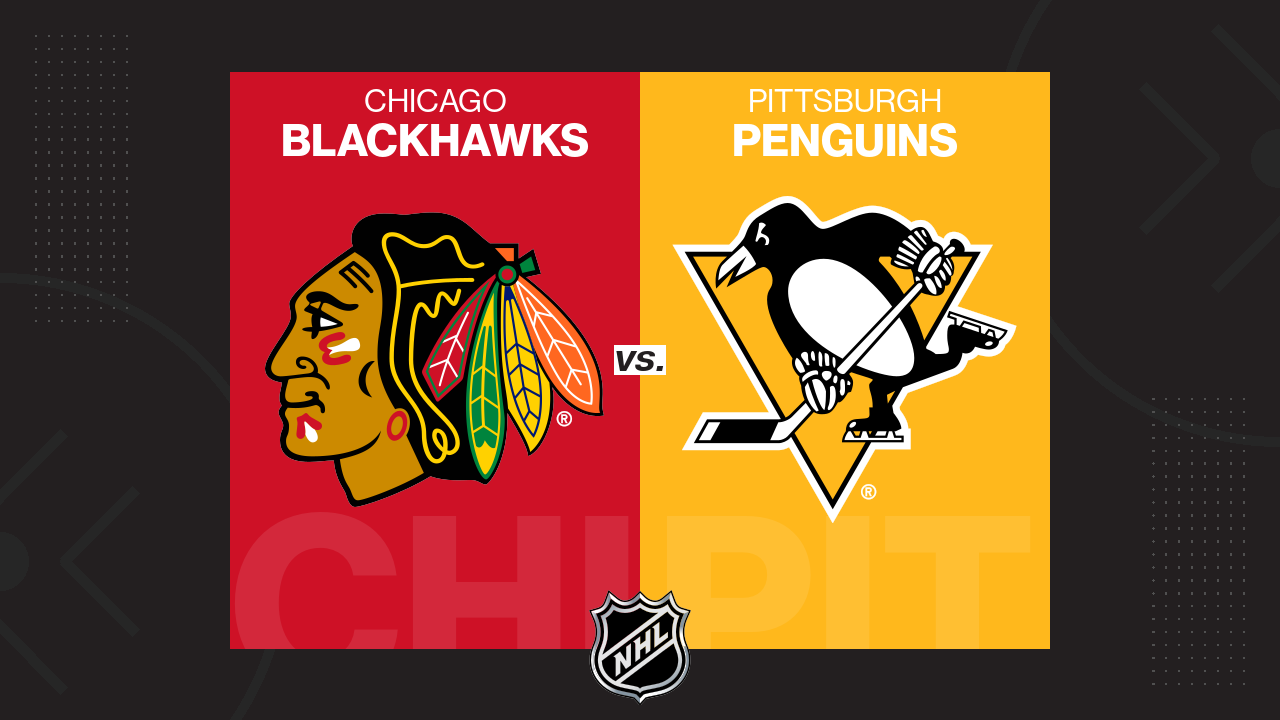 CHICAGO
BLACKHAWKS
PITTSBURGH
PENGUINS
vs.
®
®
CHI
PIT
NHL